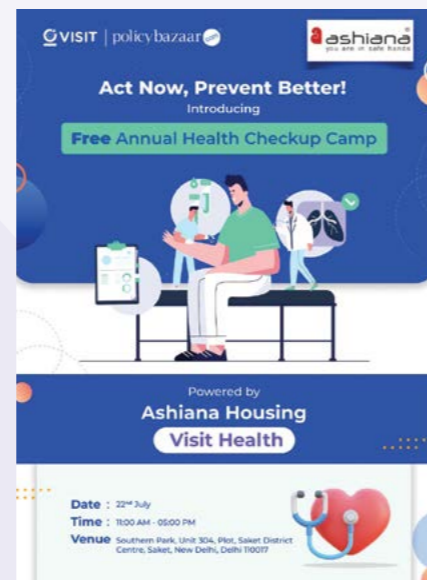 VISIT | policybazaar
ashiana
you are in safe hands
Act Now, Prevent Better!
Introducing
Free Annual Health Checkup Camp
Powered by
Ashiana Housing
Visit Health
Date : 22nd July
Time : 11:00 AM - 05:00 PM
Venue Southern Park, Unit 304, Plot, Saket District
Centre, Saket, New Delhi, Delhi 110017